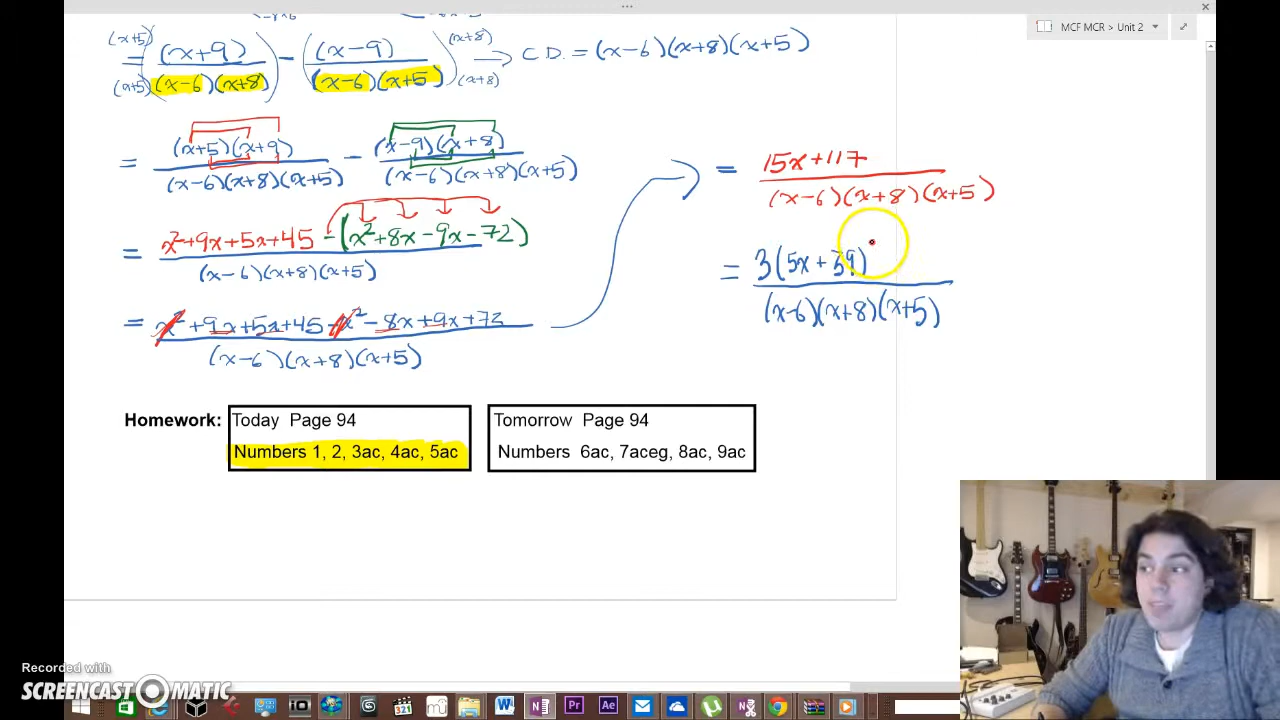 MCF MCR > Unit 2
(x+5) (x+9) - (x-9) (x+8) → C.D. = (x-6)(x+8)(x+5)
= (x+5) (x-6)(x+8) (x-6)(x+5) (x+8)
= (x+5)(x+9) - (x-9)(x+8)
(x-6)(x+8)(x+5) (x-6)(x+8)(x+5)
= x²+9x+5x+45 -(x²+8x-9x-72)
(x-6)(x+8)(x+5)
= x²+9x+5x+45-x²-8x+9x+72
(x-6)(x+8)(x+5)
= 15x+117
(x-6)(x+8)(x+5)
= 3(5x+39)
(x-6)(x+8)(x+5)
Homework:
Today Page 94
Numbers 1, 2, 3ac, 4ac, 5ac
Tomorrow Page 94
Numbers 6ac, 7aceg, 8ac, 9ac
Recorded with
SCREENCAST-O-MATIC